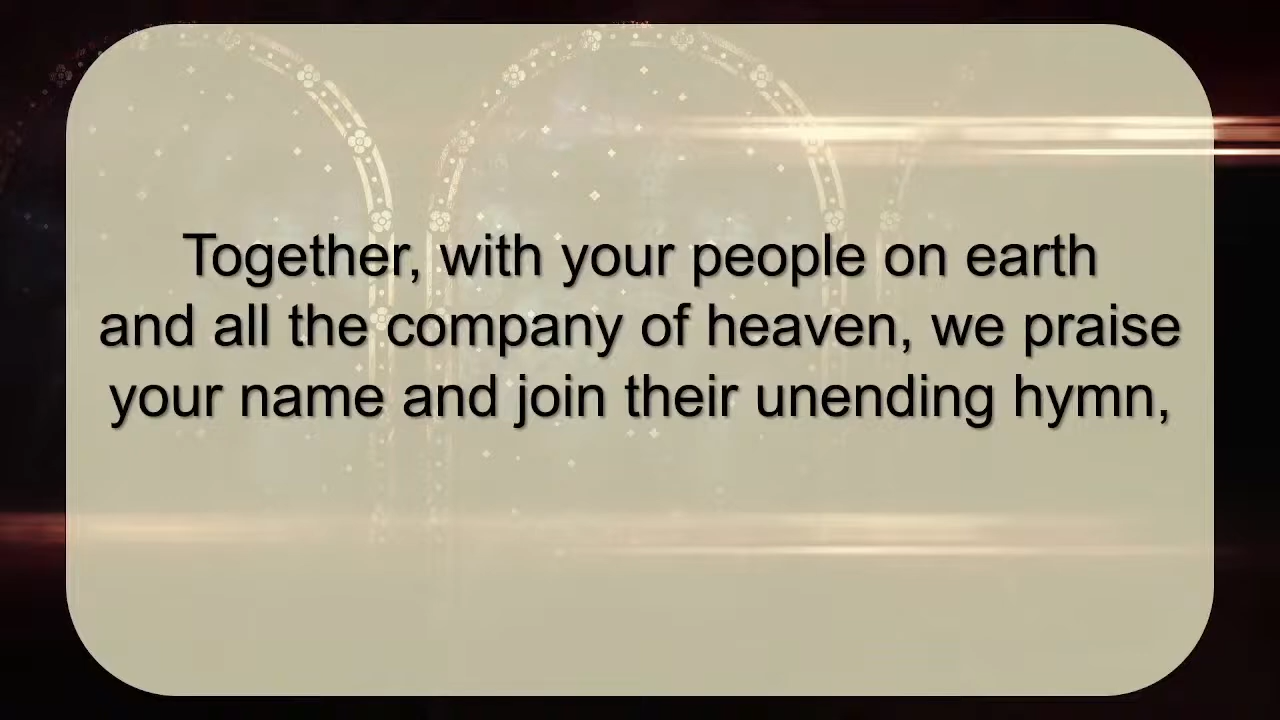 Together, with your people on earth
and all the company of heaven, we praise
your name and join their unending hymn,